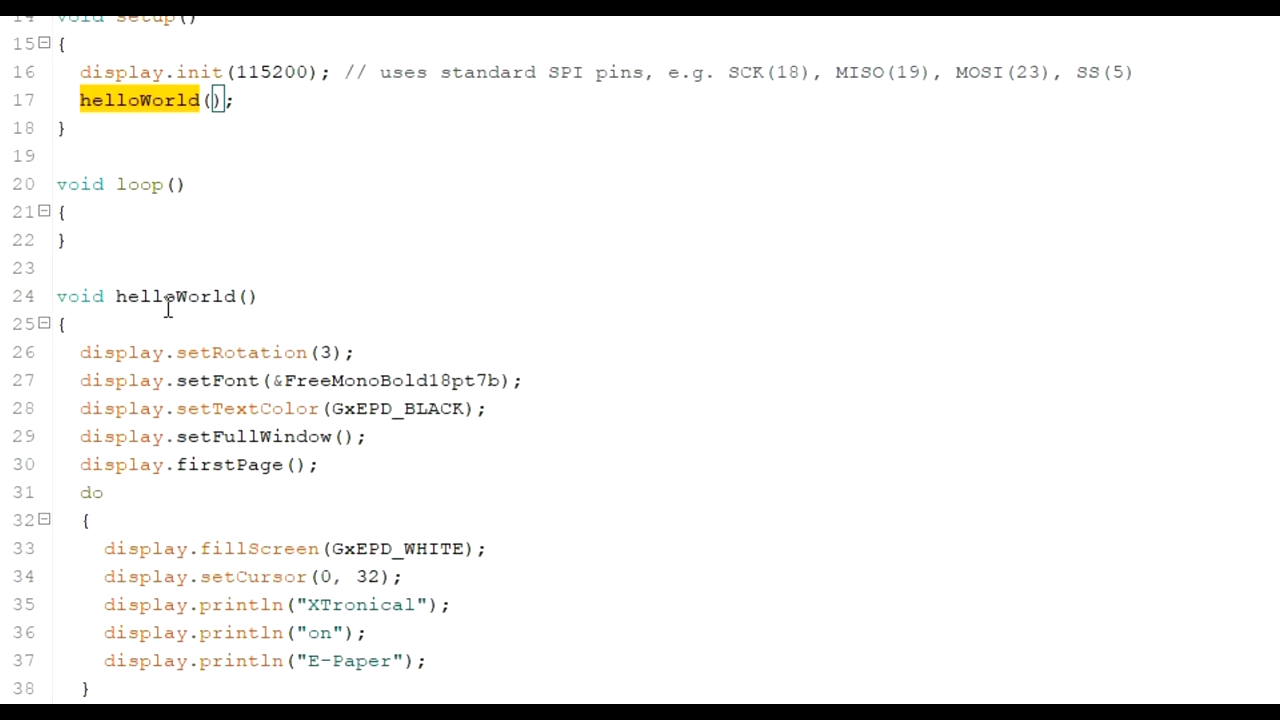 14 void setup()
15 {
16 display.init(115200); // uses standard SPI pins, e.g. SCK(18), MISO(19), MOSI(23), SS(5)
17 helloWorld();
18 }
19
20 void loop()
21 {
22 }
23
24 void helloWorld()
25 {
26 display.setRotation(3);
27 display.setFont(&FreeMonoBold18pt7b);
28 display.setTextColor(GxEPD_BLACK);
29 display.setFullWindow();
30 display.firstPage();
31 do
32 {
33 display.fillScreen(GxEPD_WHITE);
34 display.setCursor(0, 32);
35 display.println("XTronical");
36 display.println("on");
37 display.println("E-Paper");
38 }